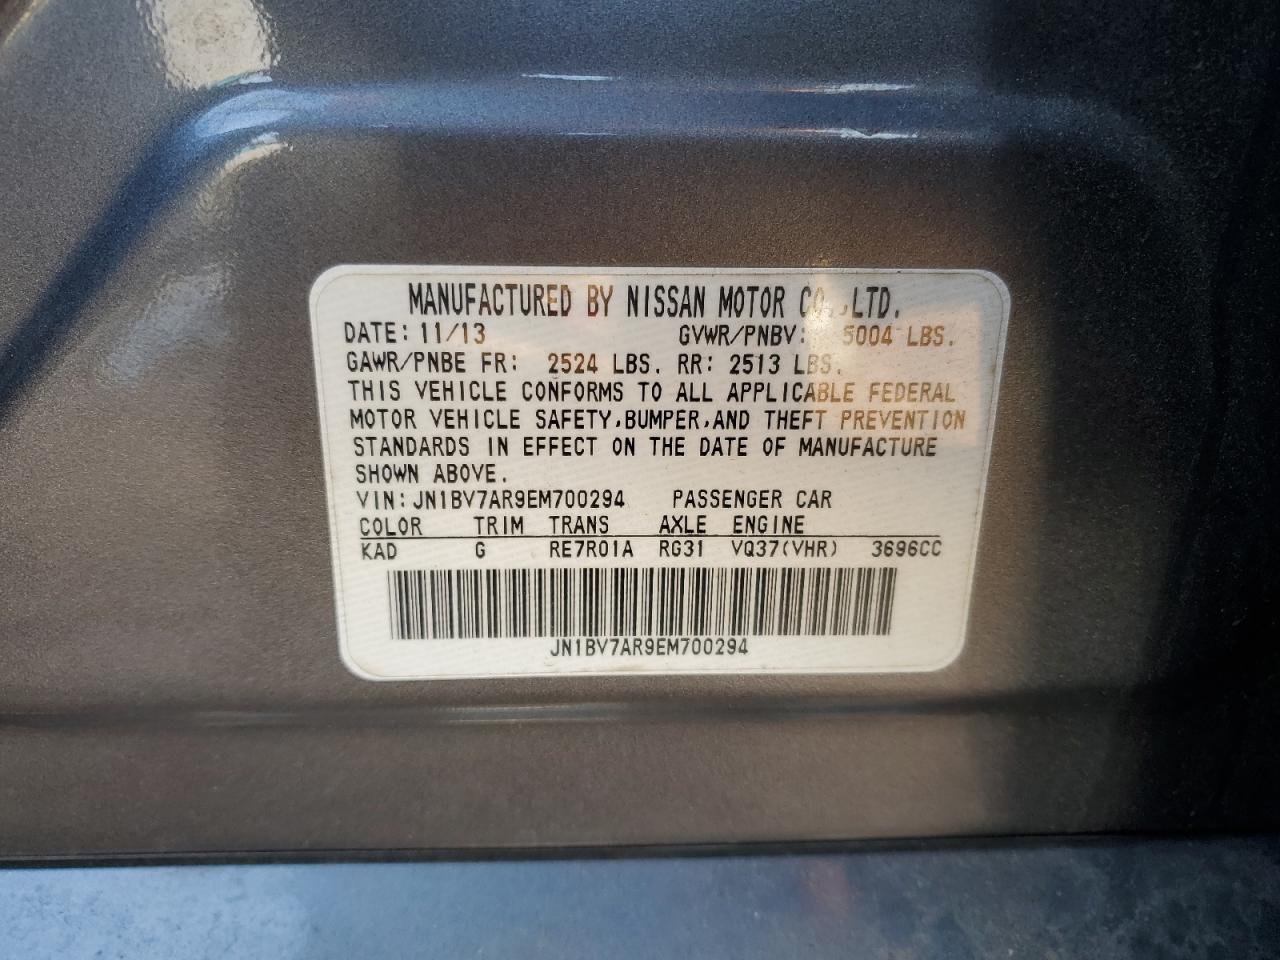 MANUFACTURED BY NISSAN MOTOR CO.,LTD.
DATE: 11/13 GVWR/PNBV: 5004 LBS.
GAWR/PNBE FR: 2524 LBS. RR: 2513 LBS.
THIS VEHICLE CONFORMS TO ALL APPLICABLE FEDERAL
MOTOR VEHICLE SAFETY,BUMPER,AND THEFT PREVENTION
STANDARDS IN EFFECT ON THE DATE OF MANUFACTURE
SHOWN ABOVE.
VIN:JN1BV7AR9EM700294 PASSENGER CAR
COLOR TRIM TRANS AXLE ENGINE
KAD G RE7R01A RG31 VQ37(VHR) 3696CC
JN1BV7AR9EM700294